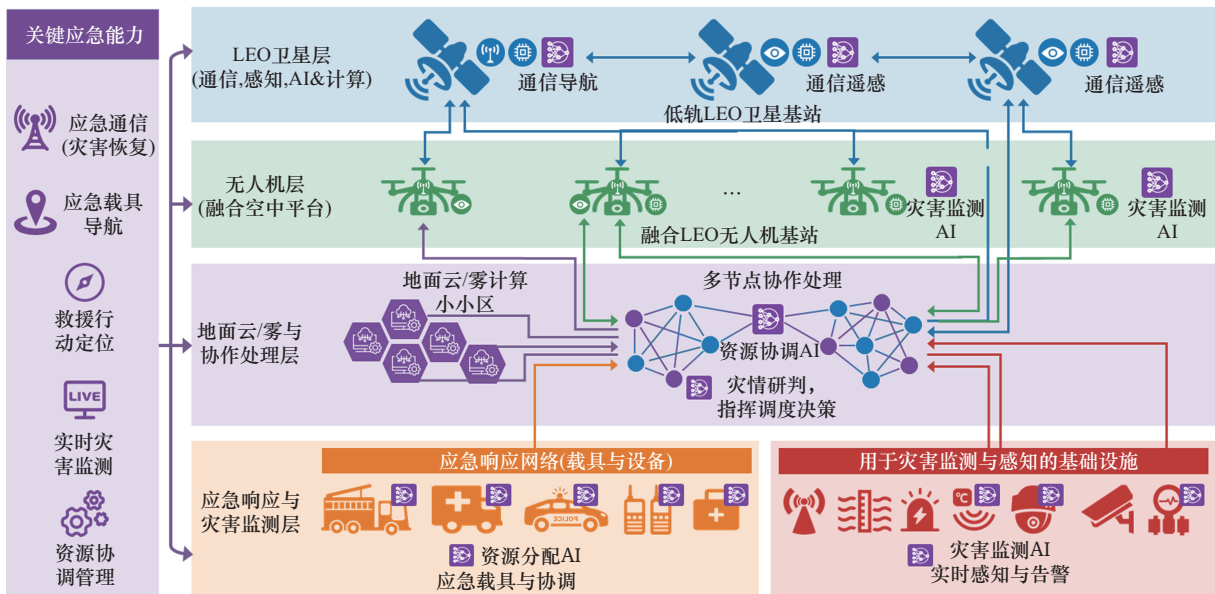 关键应急能力
应急通信
(灾害恢复)
应急载具
导航
救援行
动定位
LIVE
实时灾
害监测
资源协
调管理
LEO卫星层
(通信,感知,AI&计算)
通信导航
通信遥感
通信遥感
低轨LEO卫星基站
无人机层
(融合空中平台)
...
灾害监测
AI
灾害监测
AI
融合LEO无人机基站
地面云/雾与
协作处理层
地面云/雾计算
小小区
多节点协作处理
资源协调AI
灾情研判，
指挥调度决策
应急响应与
灾害监测层
应急响应网络(载具与设备)
POLICE
资源分配AI
应急载具与协调
用于灾害监测与感知的基础设施
℃
灾害监测AI
实时感知与告警